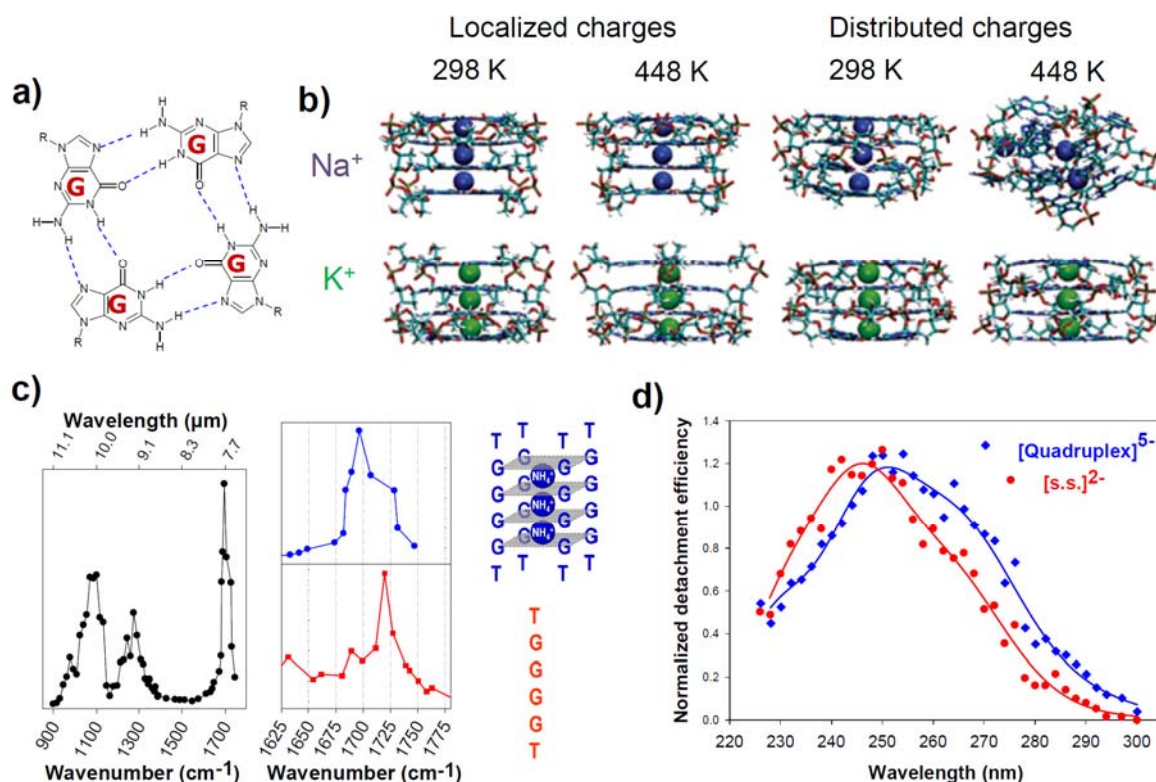 Localized charges
Distributed charges
298 K
448 K
298 K
448 K
a)
b)
Na+
K+
R
H
H
N
N
N
G
N
H
N
O
R
N
N
N
G
O
N
H
H
N
H
O
H
N
N
H
H
O
G
N
N
N
R
N
O
G
N
H
N
N
N
H
H
R
c)
Wavelength (µm)
11.1
10.0
9.1
8.3
7.7
900
1100
1300
1500
1700
Wavenumber (cm-1)
1625
1650
1675
1700
1725
1750
1775
Wavenumber (cm-1)
T T
T T
G G
G G
NH4+
G G
G G
NH4+
G G
G G
NH4+
G G
G G
T T
T T
T
G
G
G
G
T
d)
Normalized detachment efficiency
1.4
1.2
1.0
0.8
0.6
0.4
0.2
0.0
[Quadruplex]5-
[s.s.]2-
220
230
240
250
260
270
280
290
300
Wavelength (nm)